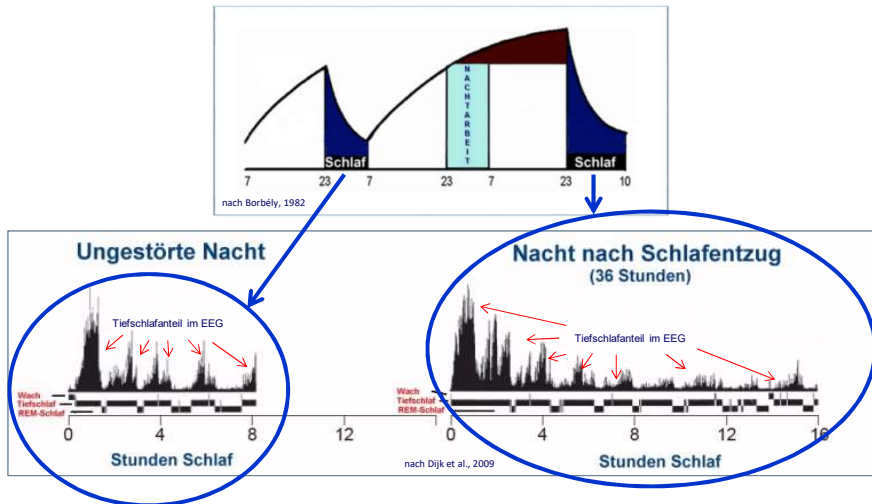 NACHTARBEIT
Schlaf
Schlaf
7
23
7
23
7
23
10
nach Borbély, 1982
Ungestörte Nacht
Tiefschlafanteil im EEG
Wach
Tiefschlaf
REM-Schlaf
0
4
8
12
Stunden Schlaf
Nacht nach Schlafentzug
(36 Stunden)
Tiefschlafanteil im EEG
Wach
Tiefschlaf
REM-Schlaf
0
4
8
12
14
16
nach Dijk et al., 2009
Stunden Schlaf